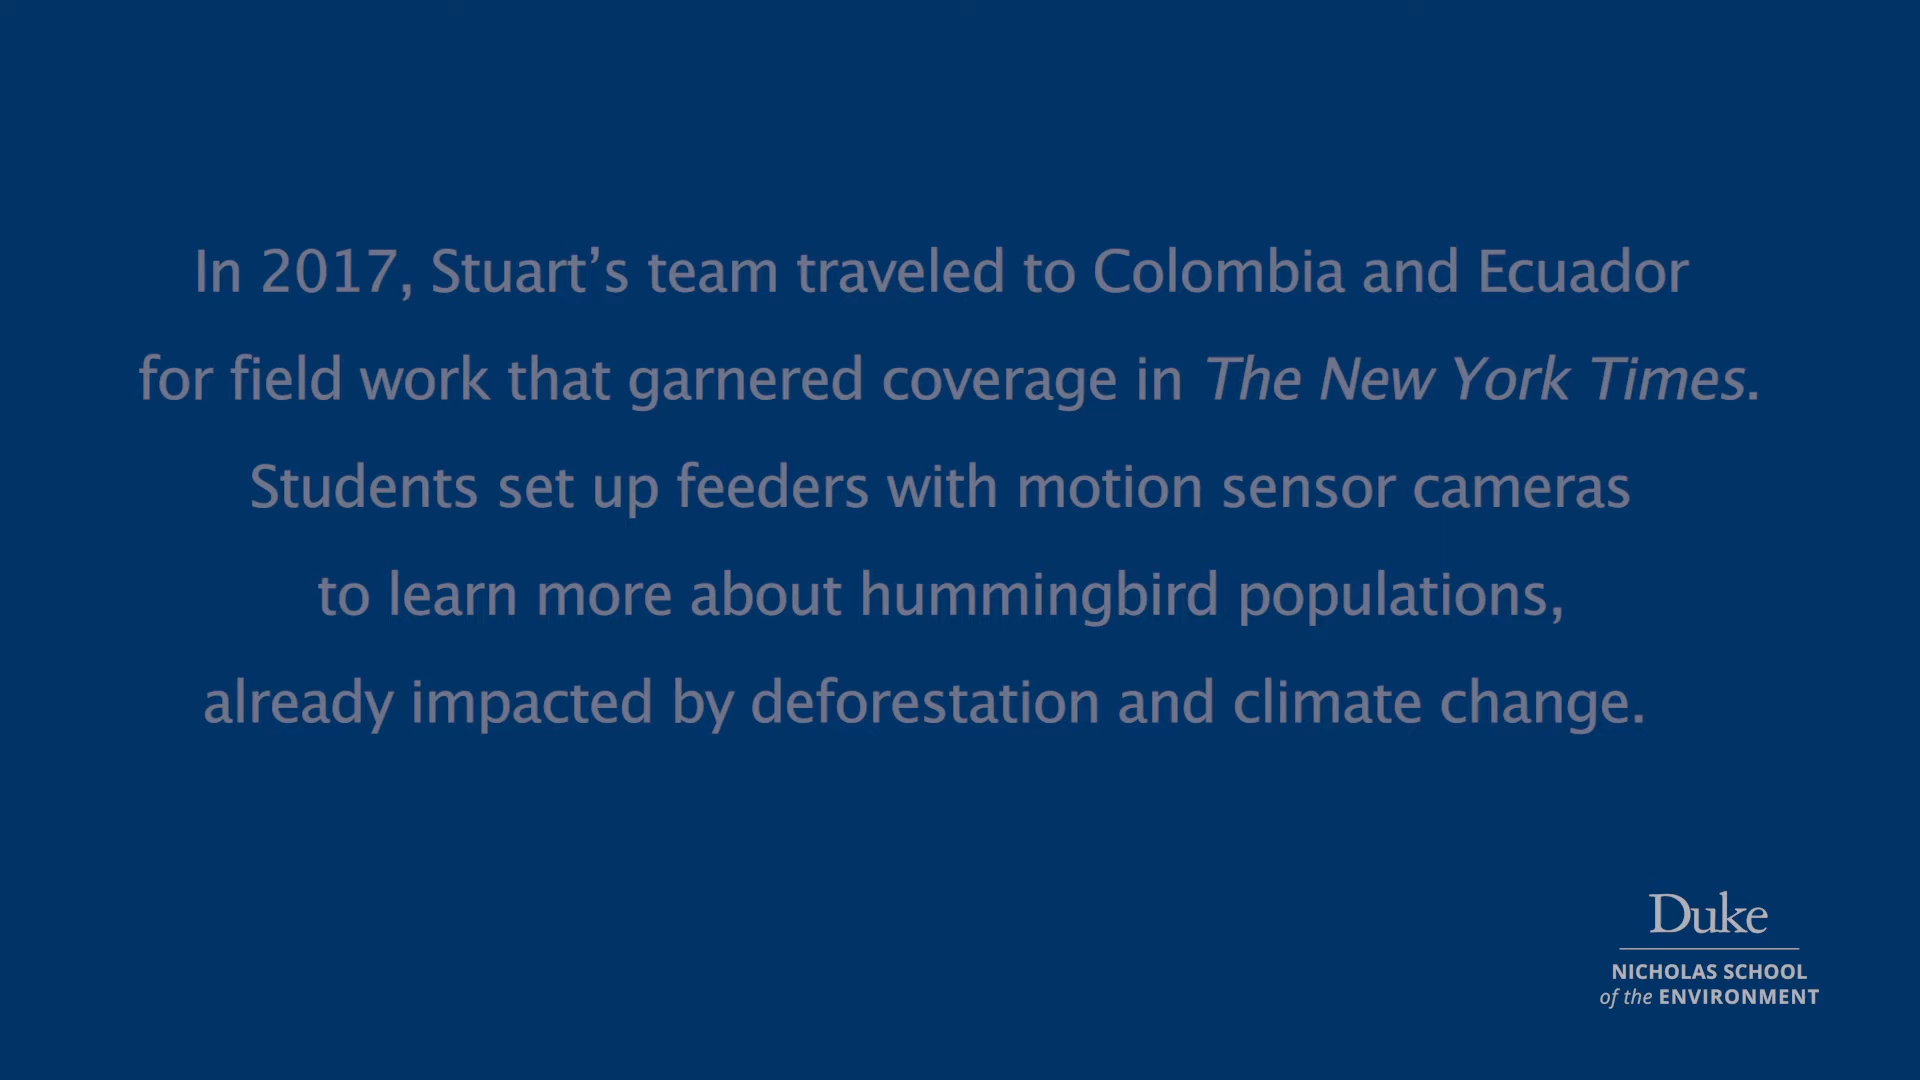 In 2017, Stuart’s team traveled to Colombia and Ecuador
for field work that garnered coverage in The New York Times.
Students set up feeders with motion sensor cameras
to learn more about hummingbird populations,
already impacted by deforestation and climate change.
Duke
NICHOLAS SCHOOL
of the ENVIRONMENT